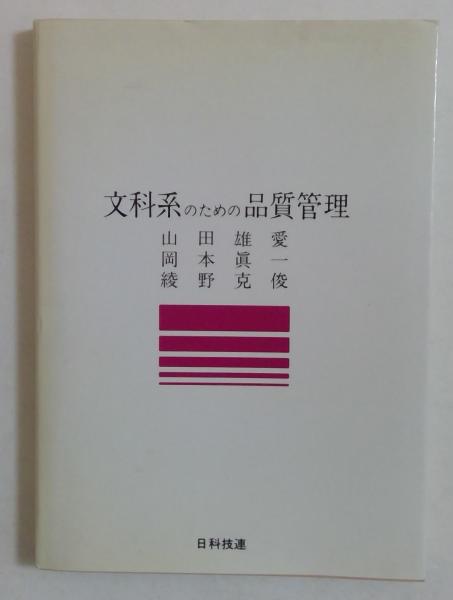 文科系のための品質管理
山田雄愛
岡本眞一
綾野克俊
日科技連